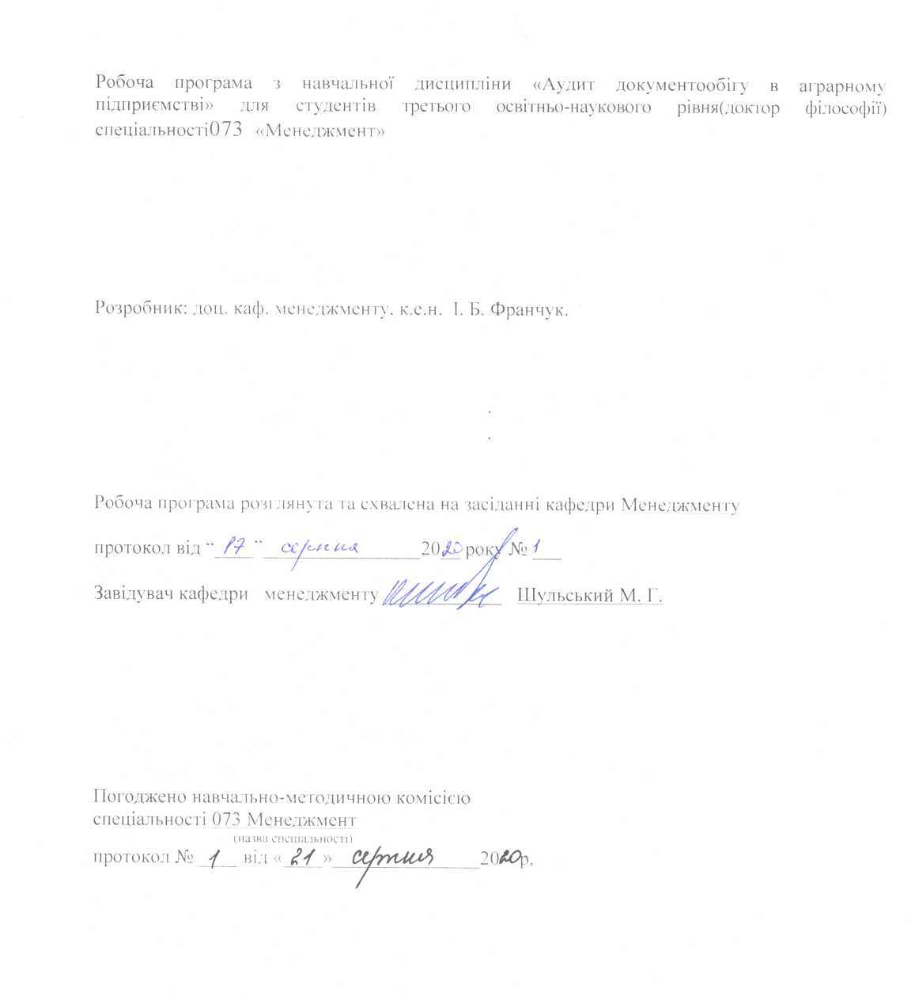 Робоча програма з навчальної дисципліни «Аудит документообігу в аграрному
підприємстві» для студентів третього освітньо-наукового рівня(доктор філософії)
спеціальності073 «Менеджмент»
Розробник: доц. каф. менеджменту, к.е.н. І. Б. Франчук.
Робоча програма розглянута та схвалена на засіданні кафедри Менеджменту
протокол від “ 17 ” серпня 2020 року № 1
Завідувач кафедри менеджменту Шульський М. Г.
Погоджено навчально-методичною комісією
спеціальності 073 Менеджмент
(назва спеціальності)
протокол № 1 від « 21 » серпня 2020р.